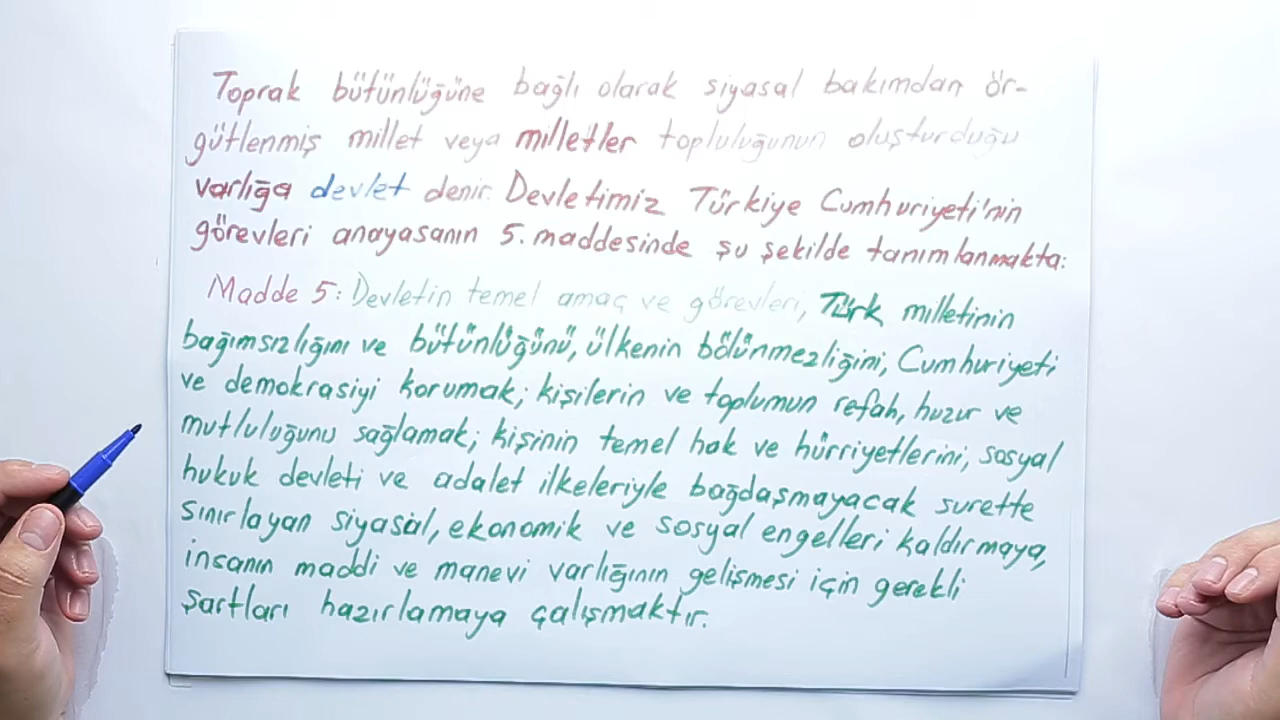 Toprak bütünlüğüne bağlı olarak siyasal bakımdan ör-
gütlenmiş millet veya milletler topluluğunun oluşturduğu
varlığa devlet denir. Devletimiz Türkiye Cumhuriyeti'nin
görevleri anayasanın 5. maddesinde şu şekilde tanımlanmakta:
Madde 5: Devletin temel amaç ve görevleri, Türk milletinin
bağımsızlığını ve bütünlüğünü, ülkenin bölünmezliğini, Cumhuriyeti
ve demokrasiyi korumak; kişilerin ve toplumun refah, huzur ve
mutluluğunu sağlamak; kişinin temel hak ve hürriyetlerini, sosyal
hukuk devleti ve adalet ilkeleriyle bağdaşmayacak surette
sınırlayan siyasal, ekonomik ve sosyal engelleri kaldırmaya,
insanın maddi ve manevi varlığının gelişmesi için gerekli
şartları hazırlamaya çalışmaktır.